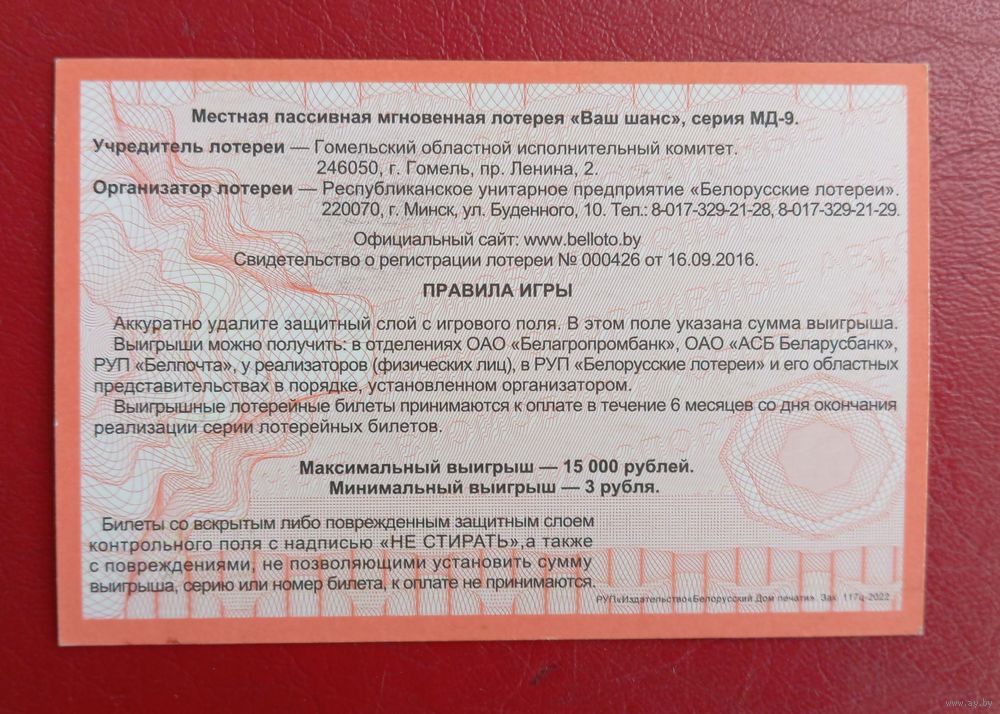 Местная пассивная мгновенная лотерея «Ваш шанс», серия МД-9.
Учредитель лотереи — Гомельский областной исполнительный комитет.
246050, г. Гомель, пр. Ленина, 2.
Организатор лотереи — Республиканское унитарное предприятие «Белорусские лотереи».
220070, г. Минск, ул. Буденного, 10. Тел.: 8-017-329-21-28, 8-017-329-21-29.
Официальный сайт: www.belloto.by
Свидетельство о регистрации лотереи № 000426 от 16.09.2016.
ПРАВИЛА ИГРЫ
Аккуратно удалите защитный слой с игрового поля. В этом поле указана сумма выигрыша.
Выигрыши можно получить: в отделениях ОАО «Белагропромбанк», ОАО «АСБ Беларусбанк»,
РУП «Белпочта», у реализаторов (физических лиц), в РУП «Белорусские лотереи» и его областных
представительствах в порядке, установленном организатором.
Выигрышные лотерейные билеты принимаются к оплате в течение 6 месяцев со дня окончания
реализации серии лотерейных билетов.
Максимальный выигрыш — 15 000 рублей.
Минимальный выигрыш — 3 рубля.
Билеты со вскрытым либо поврежденным защитным слоем
контрольного поля с надписью «НЕ СТИРАТЬ»,а также
с повреждениями, не позволяющими установить сумму
выигрыша, серию или номер билета, к оплате не принимаются.
РУП«Издательство«Белорусский Дом печати». Зак. 117ц-2022
www.ay.by